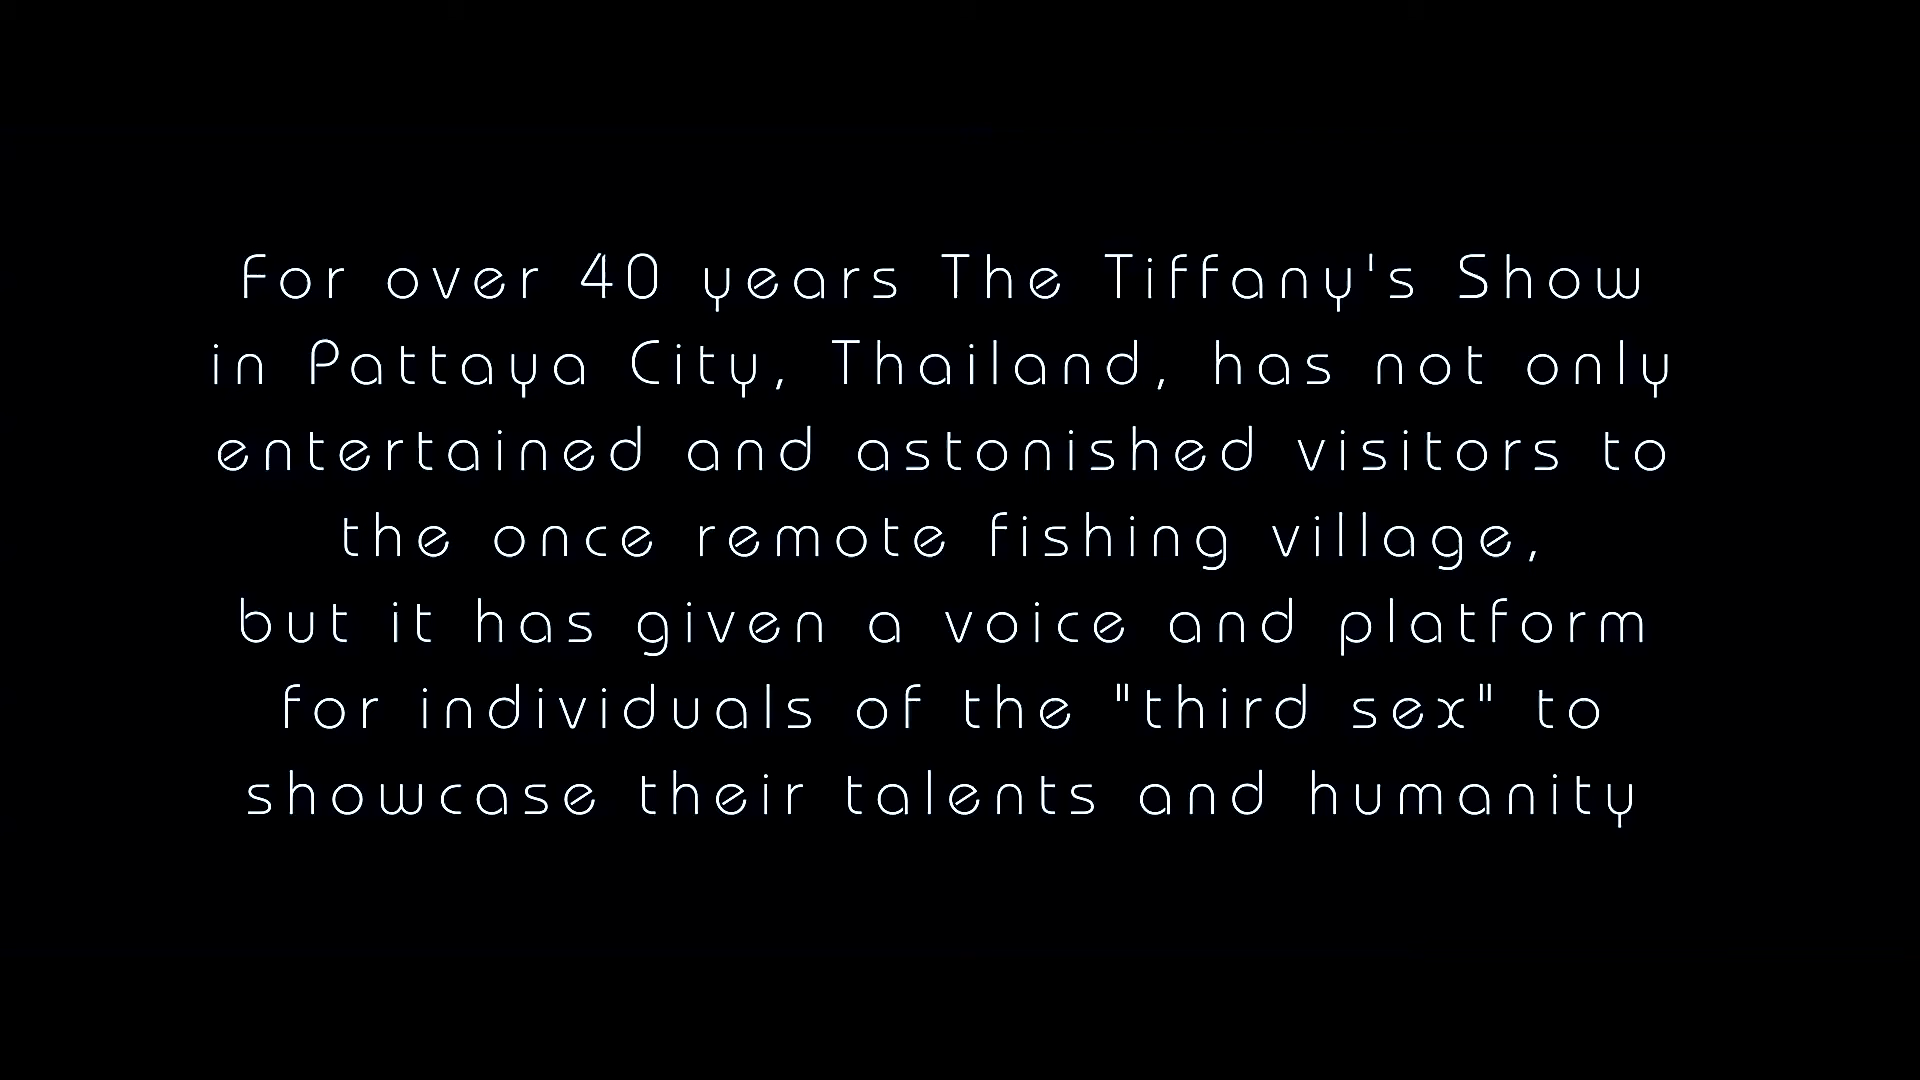 For over 40 years The Tiffany's Show
in Pattaya City, Thailand, has not only
entertained and astonished visitors to
the once remote fishing village,
but it has given a voice and platform
for individuals of the "third sex" to
showcase their talents and humanity